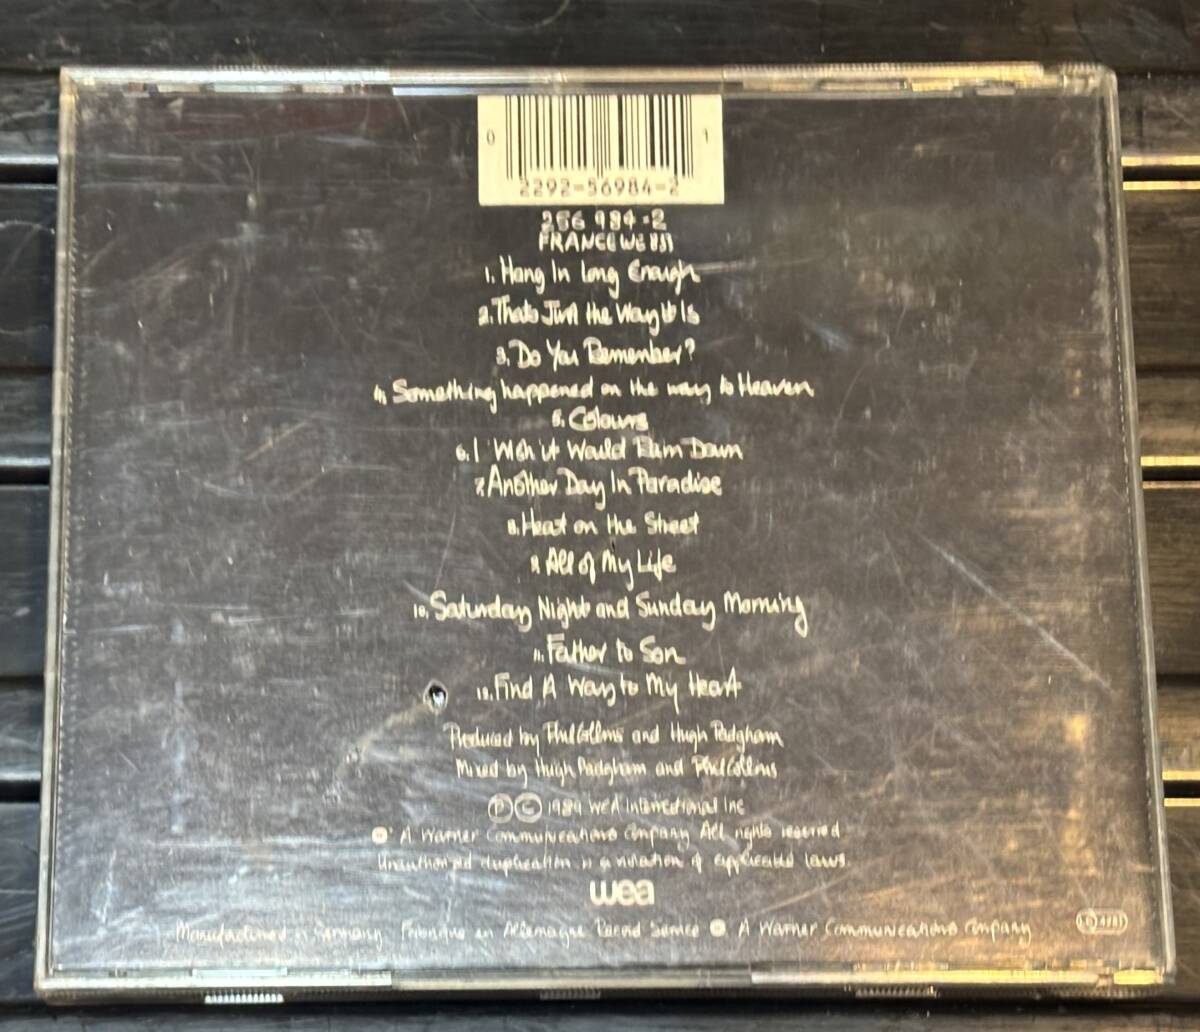 0 1
2292-56984-2
256 984-2
FRANCE WE 851
1. Hang In Long Enough
2. Thats Just the Way It Is
3. Do You Remember?
4. Something happened on the way to Heaven
5. Colours
6. I Wish it Would Rain Down
7. Another Day In Paradise
8. Heat on the Street
9. All of My Life
10. Saturday Night and Sunday Morning
11. Father to Son
12. Find A Way to My Heart
Produced by Phil Collins and Hugh Padgham
Mixed by Hugh Padgham and Phil Collins
Ⓟ Ⓒ 1989 WEA International Inc
A Warner Communications Company All rights reserved
Unauthorized duplication is a violation of applicable laws.
wea
Manufactured in Germany Fabriqué en Allemagne Record Service A Warner Communications Company